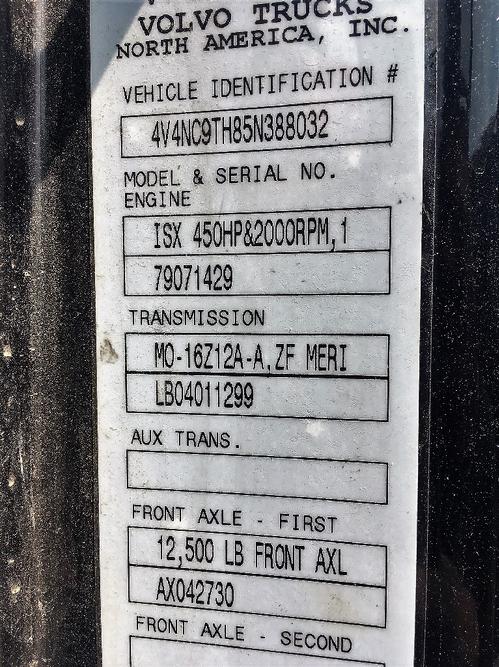 VOLVO TRUCKS
NORTH AMERICA, INC.
VEHICLE IDENTIFICATION #
4V4NC9TH85N388032
MODEL & SERIAL NO.
ENGINE
ISX 450HP&2000RPM,1
79071429
TRANSMISSION
MO-16Z12A-A,ZF MERI
LB04011299
AUX TRANS.
FRONT AXLE - FIRST
12,500 LB FRONT AXL
AX042730
FRONT AXLE - SECOND